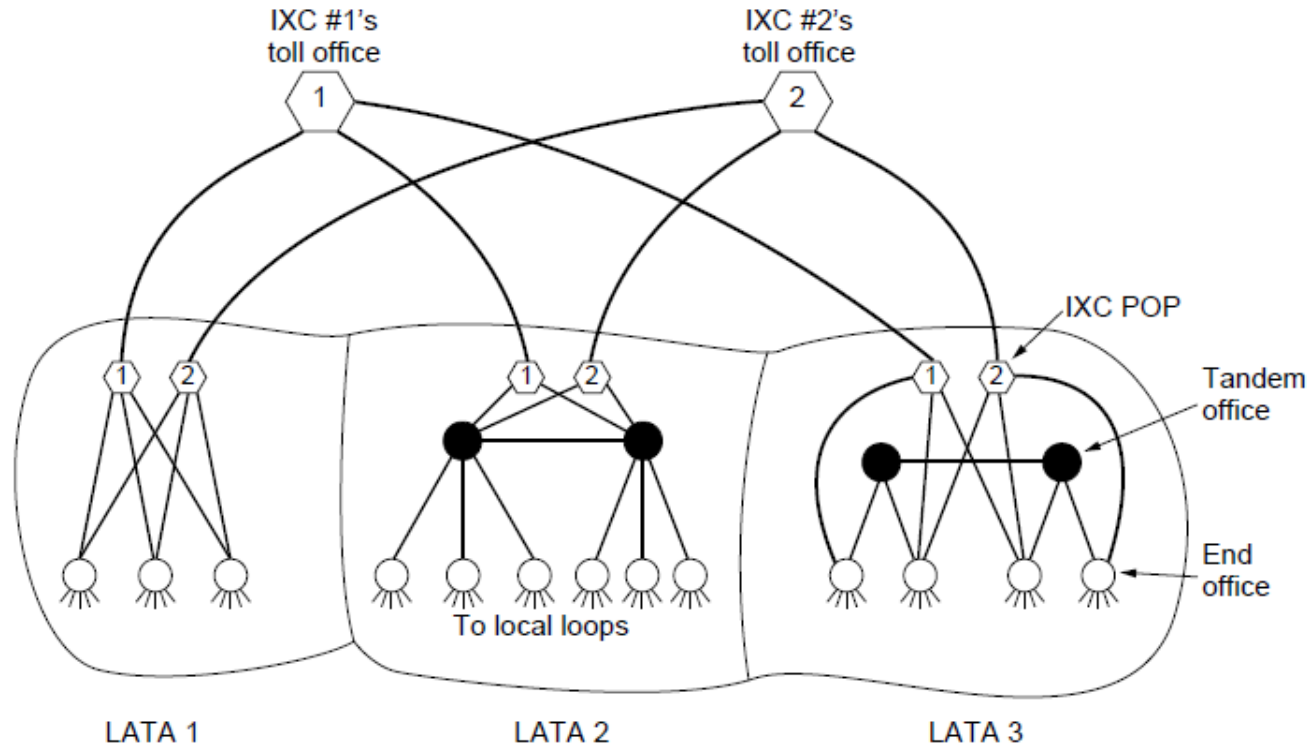 IXC #1's
toll office
IXC #2's
toll office
1
2
IXC POP
1
2
1
2
1
2
Tandem
office
End
office
To local loops
LATA 1
LATA 2
LATA 3